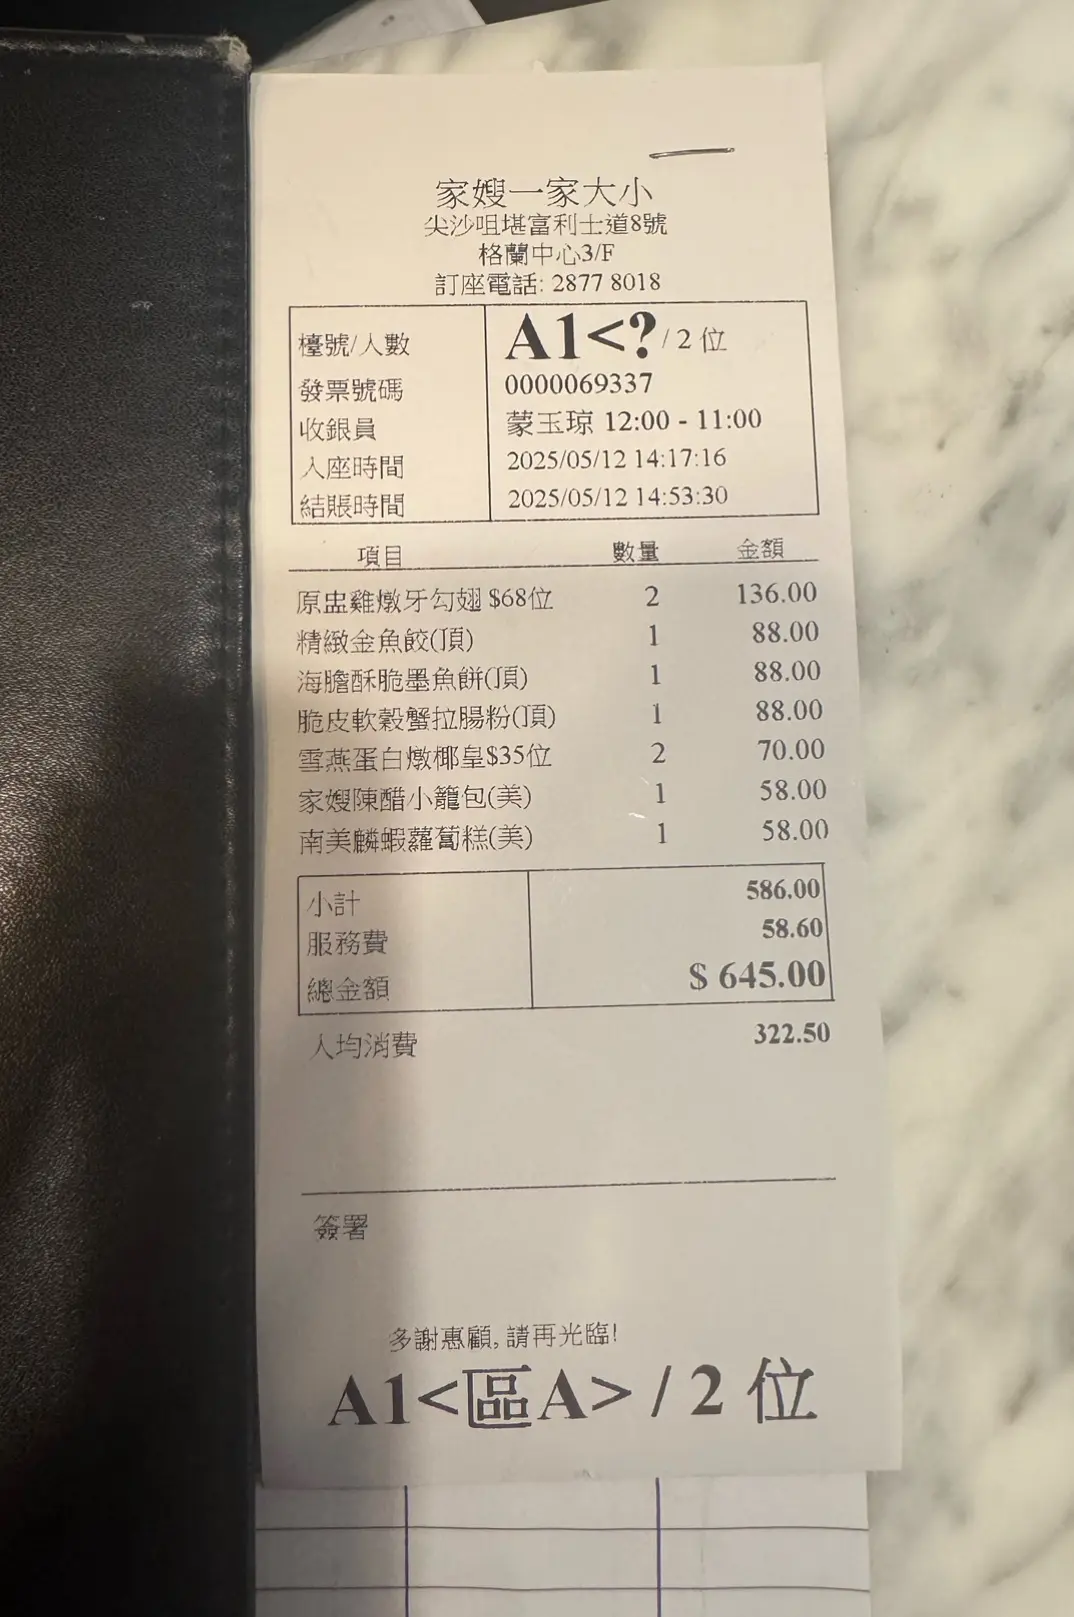 家嫂一家大小
尖沙咀堪富利士道8號
格蘭中心3/F
訂座電話: 2877 8018
檯號/人數 A1<?/ 2 位
發票號碼 0000069337
收銀員 蒙玉琼 12:00 - 11:00
入座時間 2025/05/12 14:17:16
結賬時間 2025/05/12 14:53:30
項目 數量 金額
原盅雞燉牙勾翅 $68位 2 136.00
精緻金魚餃(頂) 1 88.00
海膽酥脆墨魚餅(頂) 1 88.00
脆皮軟殼蟹拉腸粉(頂) 1 88.00
雪燕蛋白燉椰皇$35位 2 70.00
家嫂陳醋小籠包(美) 1 58.00
南美麟蝦蘿蔔糕(美) 1 58.00
小計 586.00
服務費 58.60
總金額 $ 645.00
人均消費 322.50
簽署
多謝惠顧, 請再光臨!
A1<區A> / 2 位